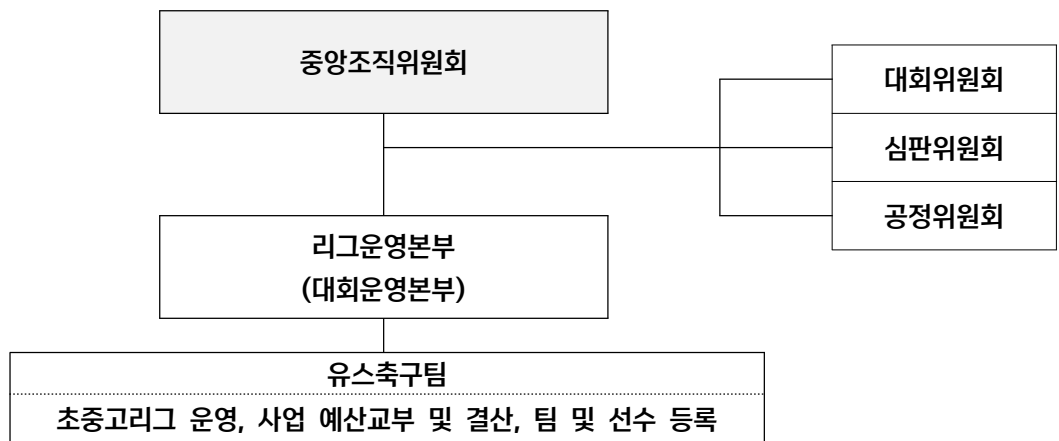 중앙조직위원회
대회위원회
심판위원회
공정위원회
리그운영본부
(대회운영본부)
유스축구팀
초중고리그 운영, 사업 예산교부 및 결산, 팀 및 선수 등록